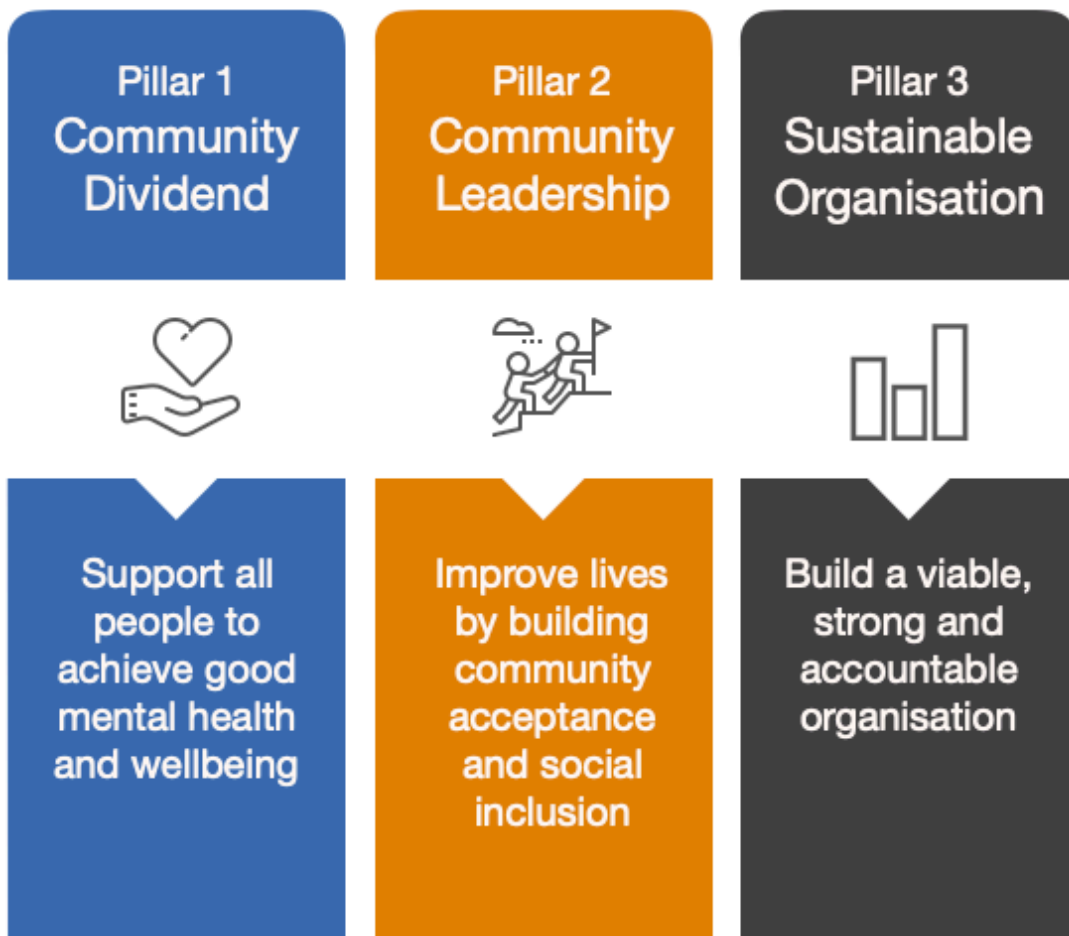 Pillar 1
Community
Dividend
Support all
people to
achieve good
mental health
and wellbeing
Pillar 2
Community
Leadership
Improve lives
by building
community
acceptance
and social
inclusion
Pillar 3
Sustainable
Organisation
Build a viable,
strong and
accountable
organisation